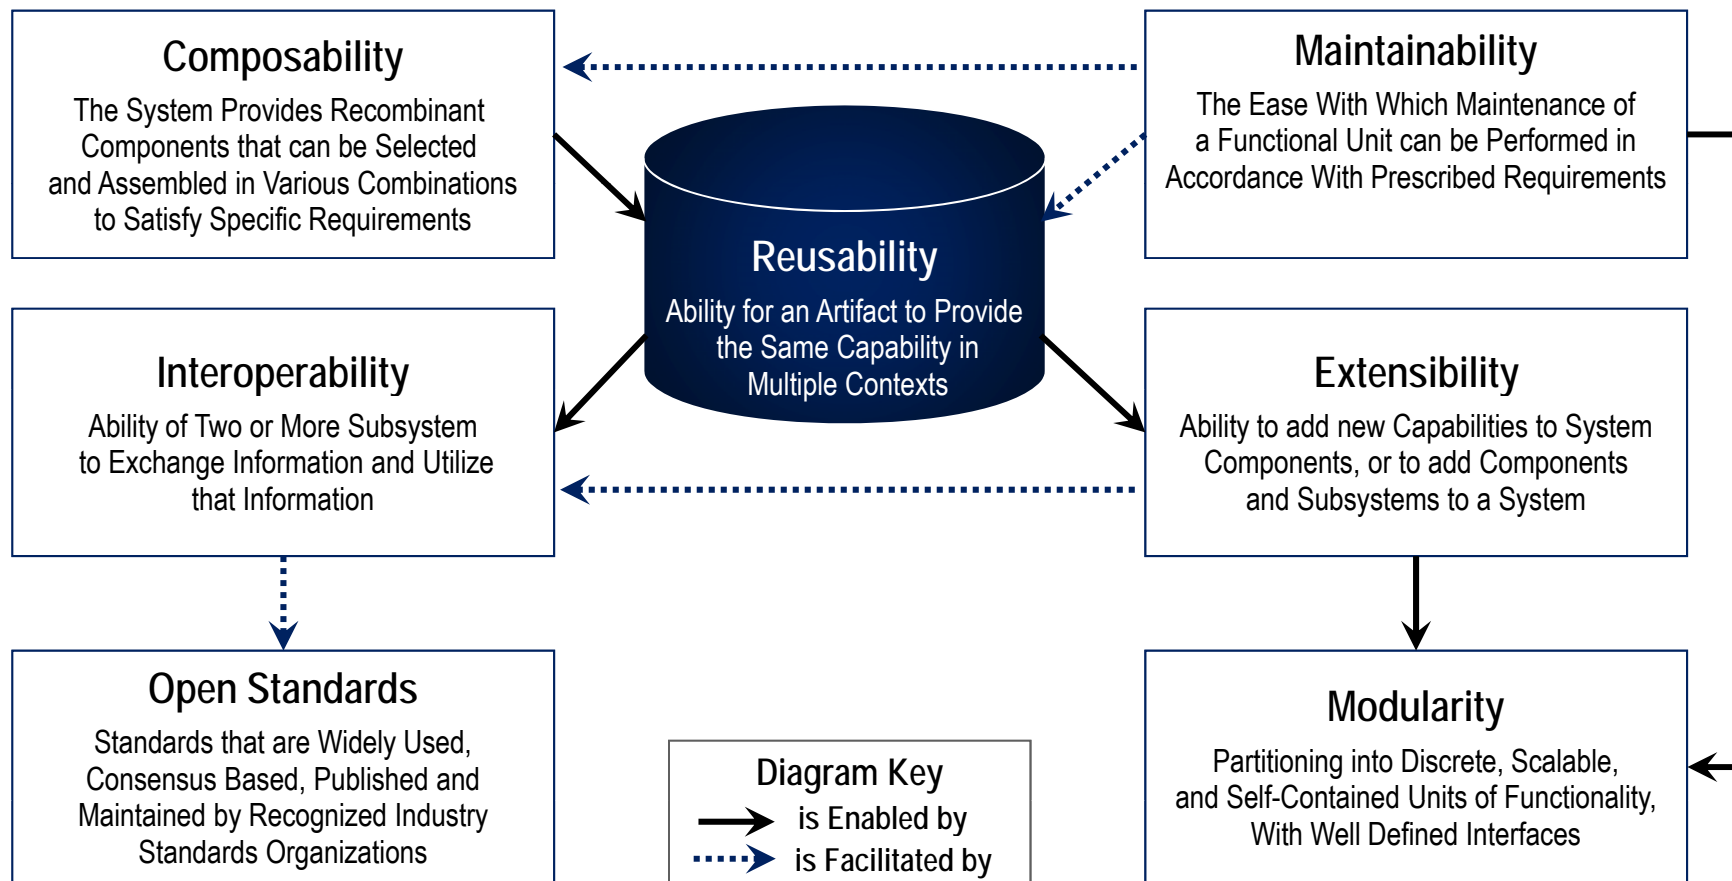 Composability
The System Provides Recombinant
Components that can be Selected
and Assembled in Various Combinations
to Satisfy Specific Requirements
Maintainability
The Ease With Which Maintenance of
a Functional Unit can be Performed in
Accordance With Prescribed Requirements
Reusability
Ability for an Artifact to Provide
the Same Capability in
Multiple Contexts
Interoperability
Ability of Two or More Subsystem
to Exchange Information and Utilize
that Information
Extensibility
Ability to add new Capabilities to System
Components, or to add Components
and Subsystems to a System
Open Standards
Standards that are Widely Used,
Consensus Based, Published and
Maintained by Recognized Industry
Standards Organizations
Diagram Key
is Enabled by
is Facilitated by
Modularity
Partitioning into Discrete, Scalable,
and Self-Contained Units of Functionality,
With Well Defined Interfaces